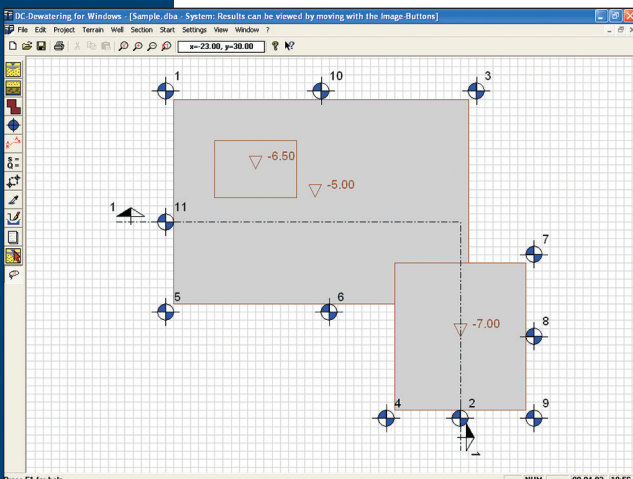 DC-Dewatering for Windows - [Sample.dba - System: Results can be viewed by moving with the Image-Buttons]
File Edit Project Terrain Well Section Start Settings View Window ?
x=-23.00, y=30.00
1 10 3
-6.50
-5.00
1 11
7
5 6
-7.00 8
4 2 9
1
NUM